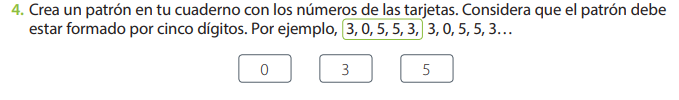 4. Crea un patrón en tu cuaderno con los números de las tarjetas. Considera que el patrón debe
estar formado por cinco dígitos. Por ejemplo, 3, 0, 5, 5, 3, 3, 0, 5, 5, 3…
0 3 5